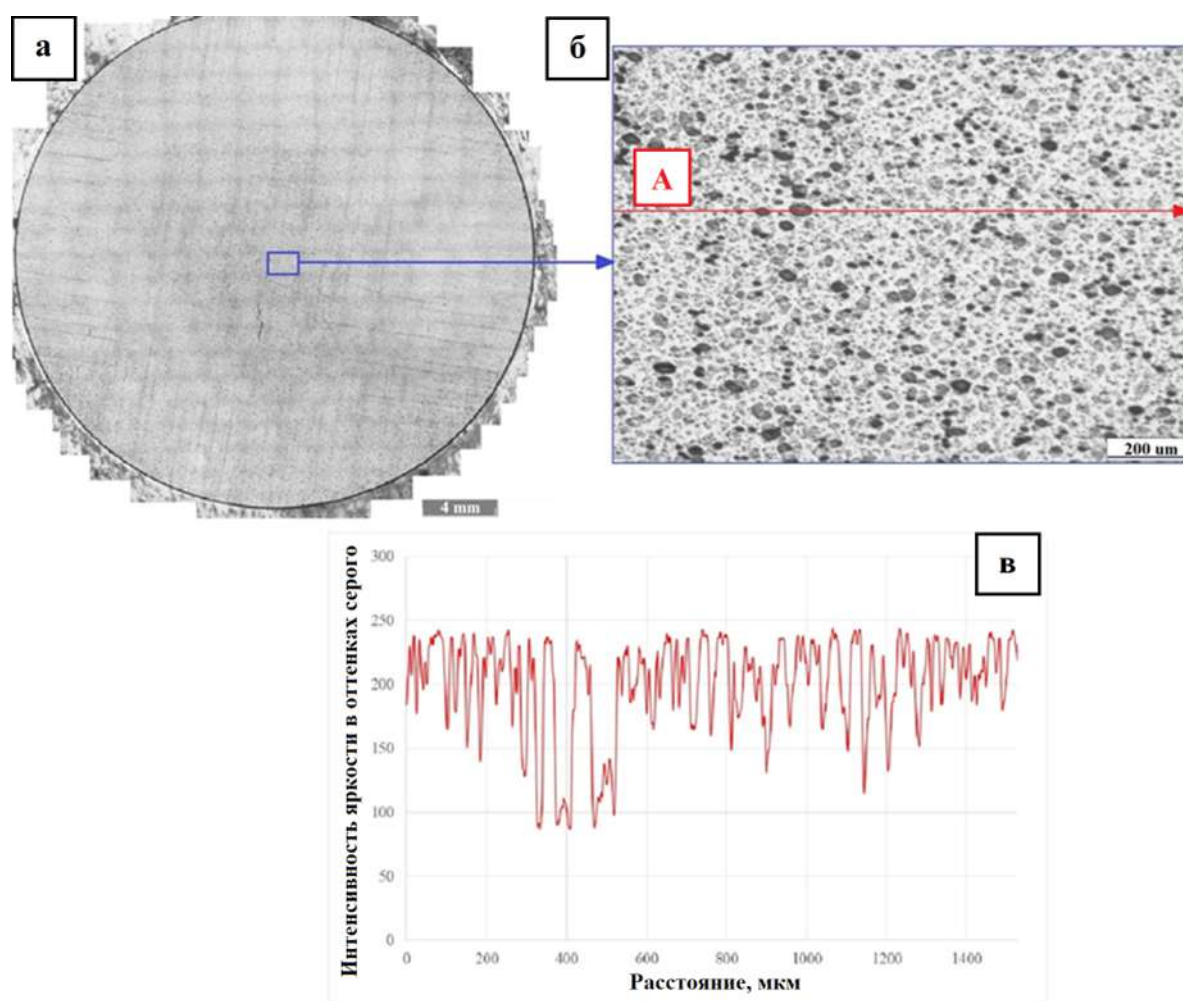 а
б
А
200 um
4 mm
в
Интенсивность яркости в оттенках серого
300
250
200
150
100
50
0
0 200 400 600 800 1000 1200 1400
Расстояние, мкм